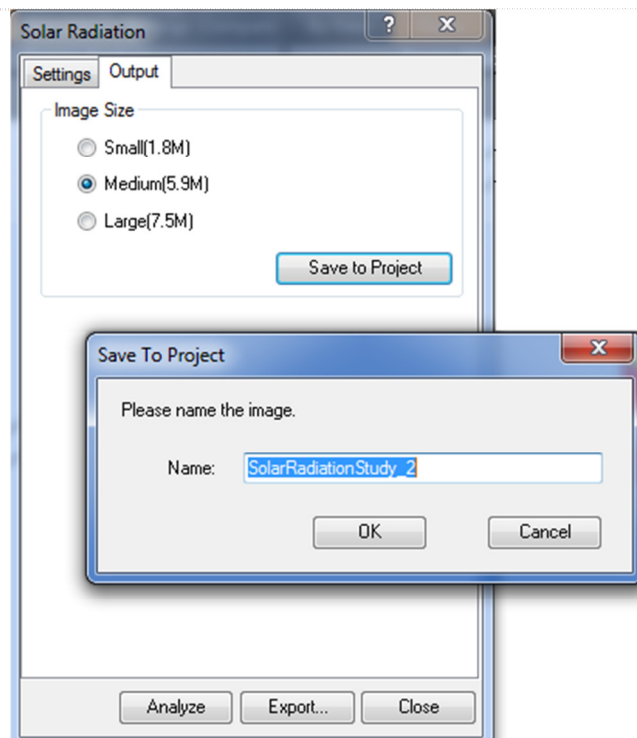 Solar Radiation
Settings Output
Image Size
Small(1.8M)
Medium(5.9M)
Large(7.5M)
Save to Project
Save To Project
Please name the image.
Name: SolarRadiationStudy_2
OK Cancel
Analyze Export... Close